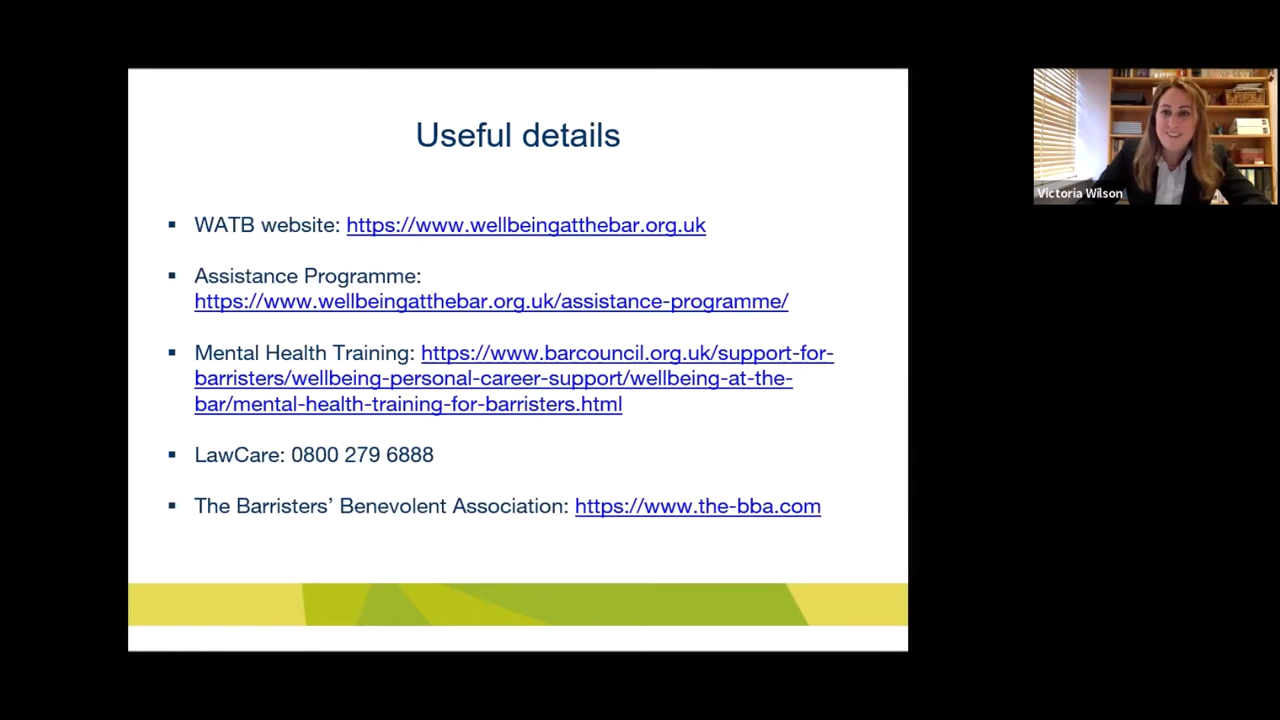 Useful details
▪ WATB website: https://www.wellbeingatthebar.org.uk
▪ Assistance Programme:
https://www.wellbeingatthebar.org.uk/assistance-programme/
▪ Mental Health Training: https://www.barcouncil.org.uk/support-for-
barristers/wellbeing-personal-career-support/wellbeing-at-the-
bar/mental-health-training-for-barristers.html
▪ LawCare: 0800 279 6888
▪ The Barristers’ Benevolent Association: https://www.the-bba.com
Victoria Wilson